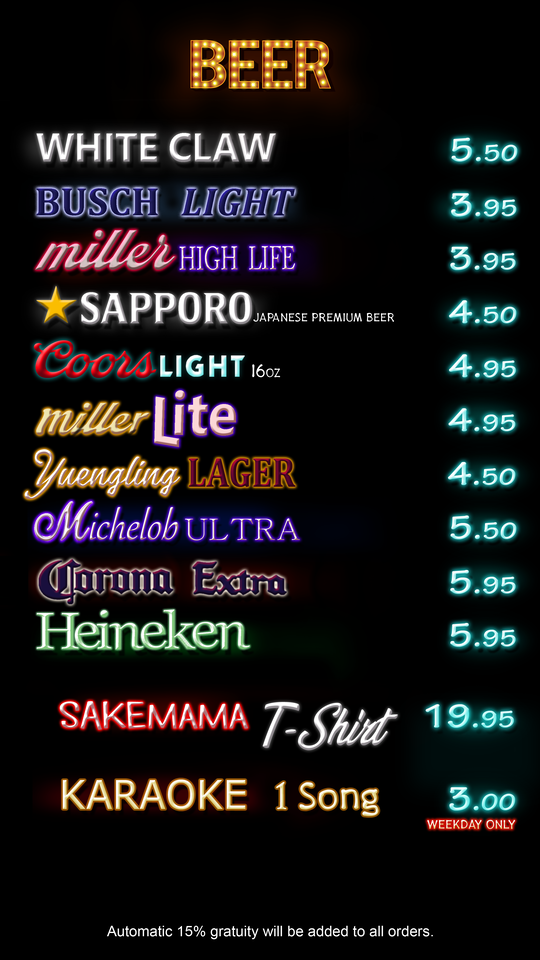 BEER
WHITE CLAW 5.50
BUSCH LIGHT 3.95
miller HIGH LIFE 3.95
SAPPORO JAPANESE PREMIUM BEER 4.50
Coors LIGHT 16oz 4.95
miller Lite 4.95
Yuengling LAGER 4.50
Michelob ULTRA 5.50
Corona Extra 5.95
Heineken 5.95
SAKEMAMA T-Shirt 19.95
KARAOKE 1 Song 3.00
WEEKDAY ONLY
Automatic 15% gratuity will be added to all orders.